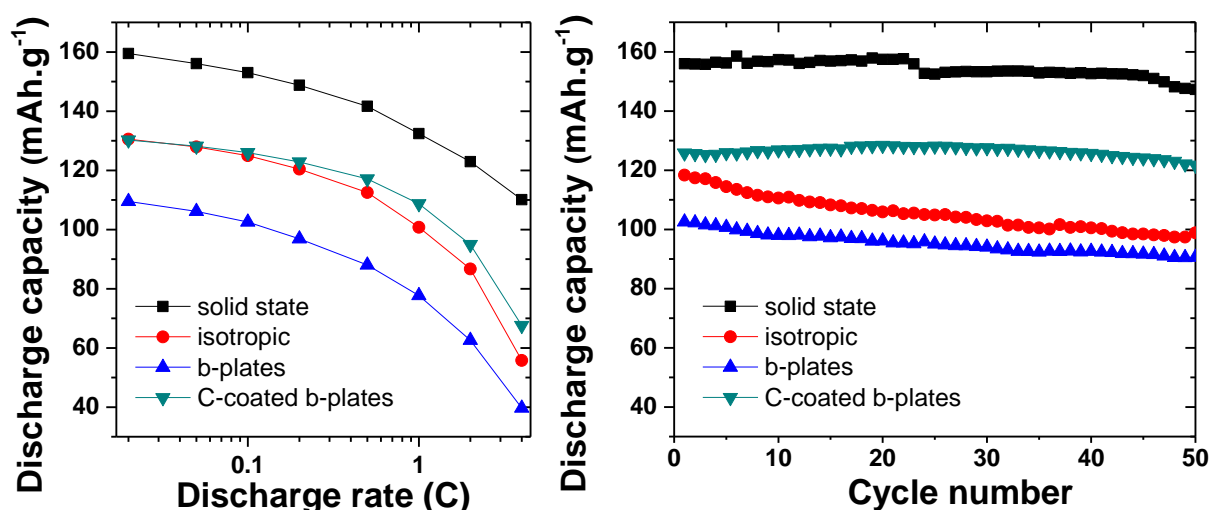 Discharge capacity (mAh.g⁻¹)
160
140
120
100
80
60
40
solid state
isotropic
b-plates
C-coated b-plates
0.1
1
Discharge rate (C)
Discharge capacity (mAh.g⁻¹)
160
140
120
100
80
60
40
solid state
isotropic
b-plates
C-coated b-plates
0
10
20
30
40
50
Cycle number